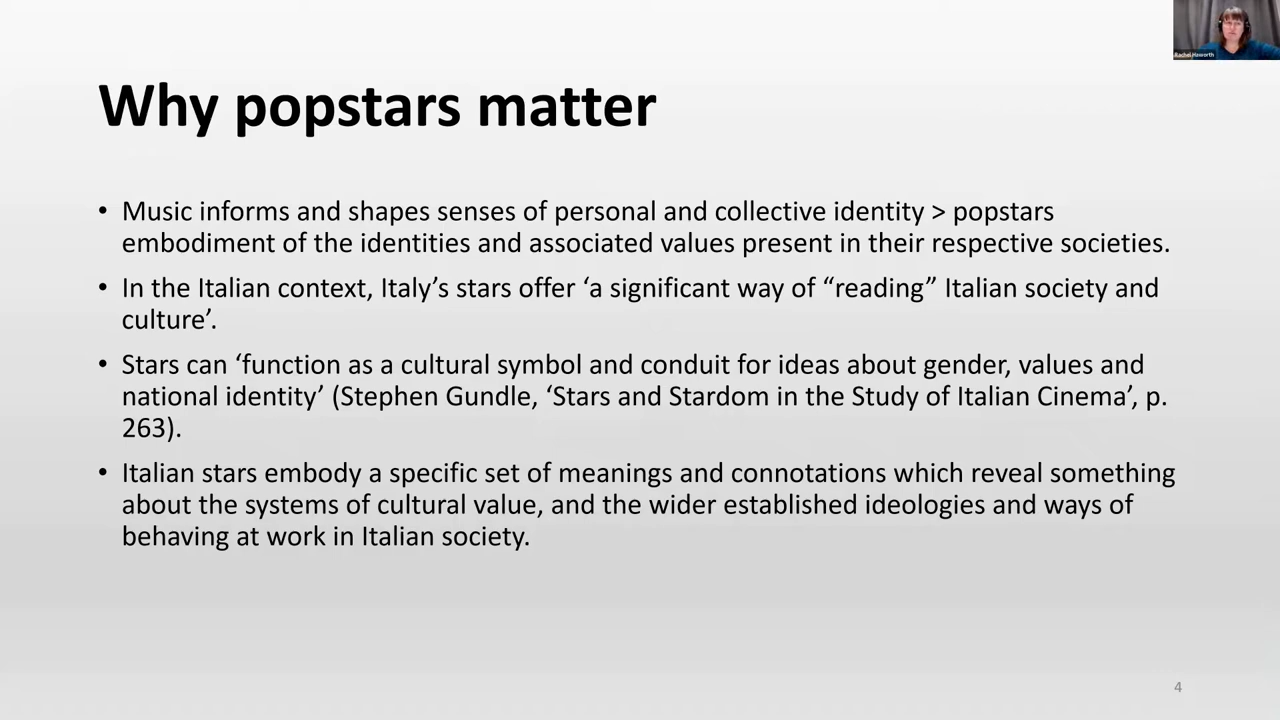 Rachel Haworth
Why popstars matter
• Music informs and shapes senses of personal and collective identity > popstars
embodiment of the identities and associated values present in their respective societies.
• In the Italian context, Italy’s stars offer ‘a significant way of “reading” Italian society and
culture’.
• Stars can ‘function as a cultural symbol and conduit for ideas about gender, values and
national identity’ (Stephen Gundle, ‘Stars and Stardom in the Study of Italian Cinema’, p.
263).
• Italian stars embody a specific set of meanings and connotations which reveal something
about the systems of cultural value, and the wider established ideologies and ways of
behaving at work in Italian society.
4